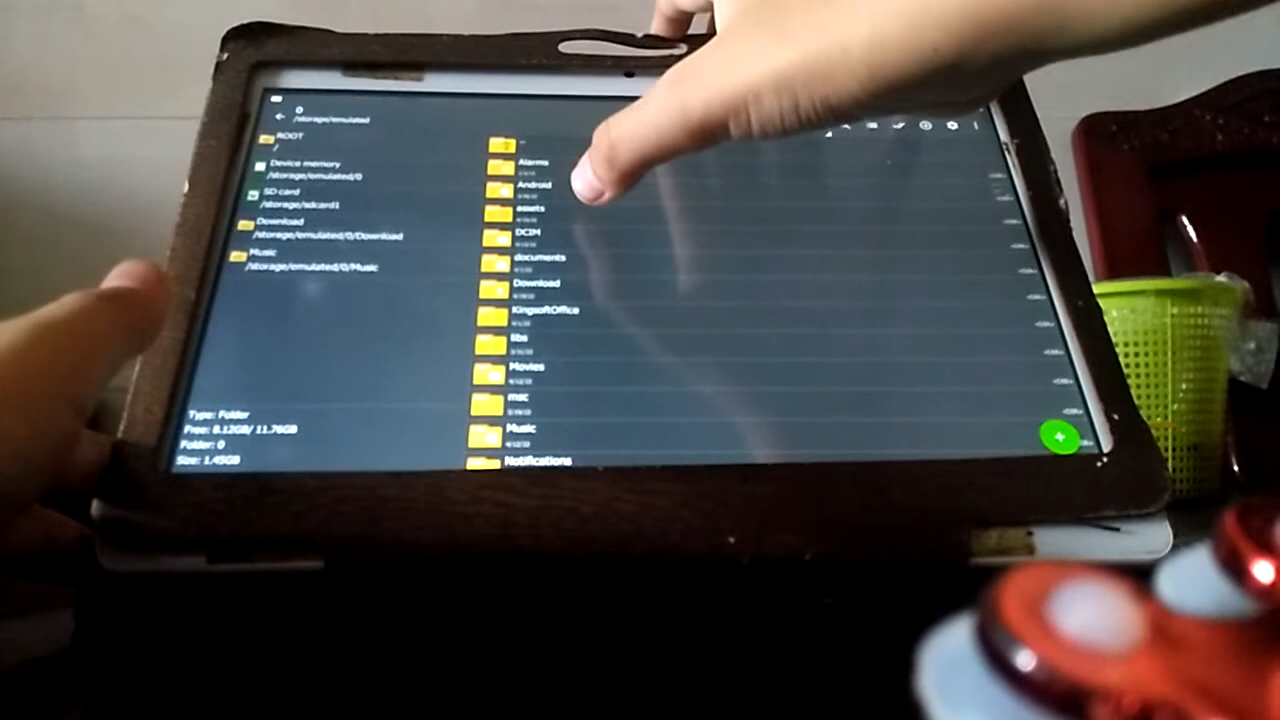 0
/storage/emulated
ROOT
/
Device memory
/storage/emulated/0
SD card
/storage/sdcard1
Download
/storage/emulated/0/Download
Music
/storage/emulated/0/Music
Type: Folder
Free: 8.12GB/ 11.76GB
Folder: 0
Size: 1.45GB
..
Alarms
Android
assets
DCIM
documents
Download
KingsoftOffice
libs
Movies
msc
Music
Notifications